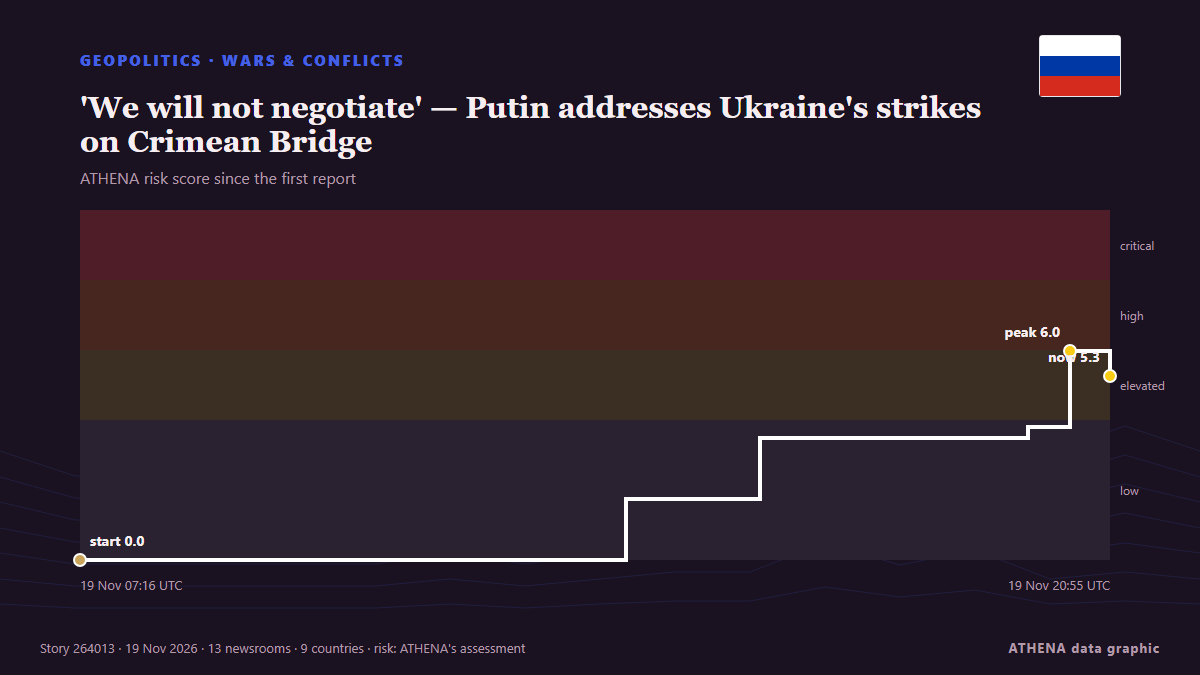 GEOPOLITICS · WARS & CONFLICTS
'We will not negotiate' — Putin addresses Ukraine's strikes
on Crimean Bridge
ATHENA risk score since the first report
critical
high
peak 6.0
now 5.3
elevated
low
start 0.0
19 Nov 07:16 UTC
19 Nov 20:55 UTC
Story 264013 · 19 Nov 2026 · 13 newsrooms · 9 countries · risk: ATHENA's assessment
ATHENA data graphic